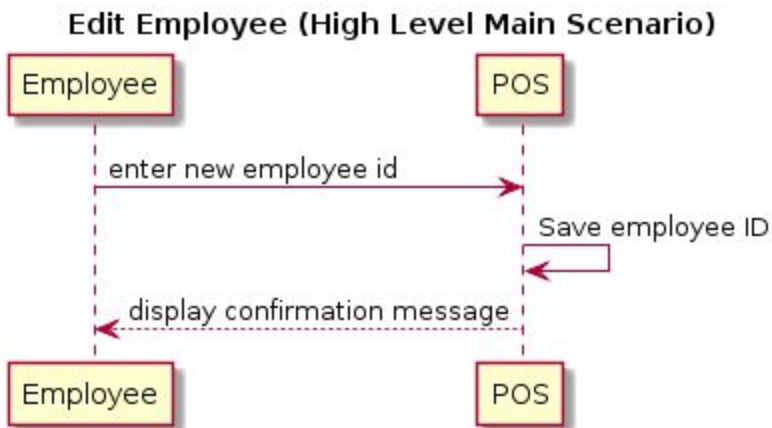 Edit Employee (High Level Main Scenario)
Employee
POS
enter new employee id
Save employee ID
display confirmation message
Employee
POS